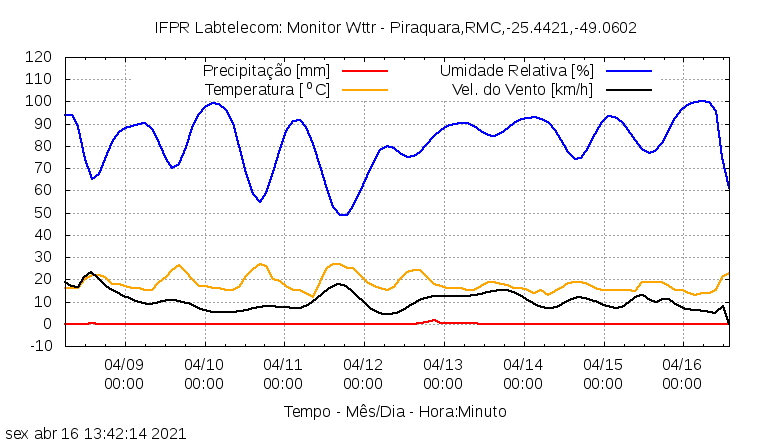 IFPR Labtelecom: Monitor Wttr - Piraquara,RMC,-25.4421,-49.0602
120
110
100
90
80
70
60
50
40
30
20
10
0
-10
Precipitação [mm]
Temperatura [⁰C]
Umidade Relativa [%]
Vel. do Vento [km/h]
04/09 04/10 04/11 04/12 04/13 04/14 04/15 04/16
00:00 00:00 00:00 00:00 00:00 00:00 00:00 00:00
Tempo - Mês/Dia - Hora:Minuto
sex abr 16 13:42:14 2021